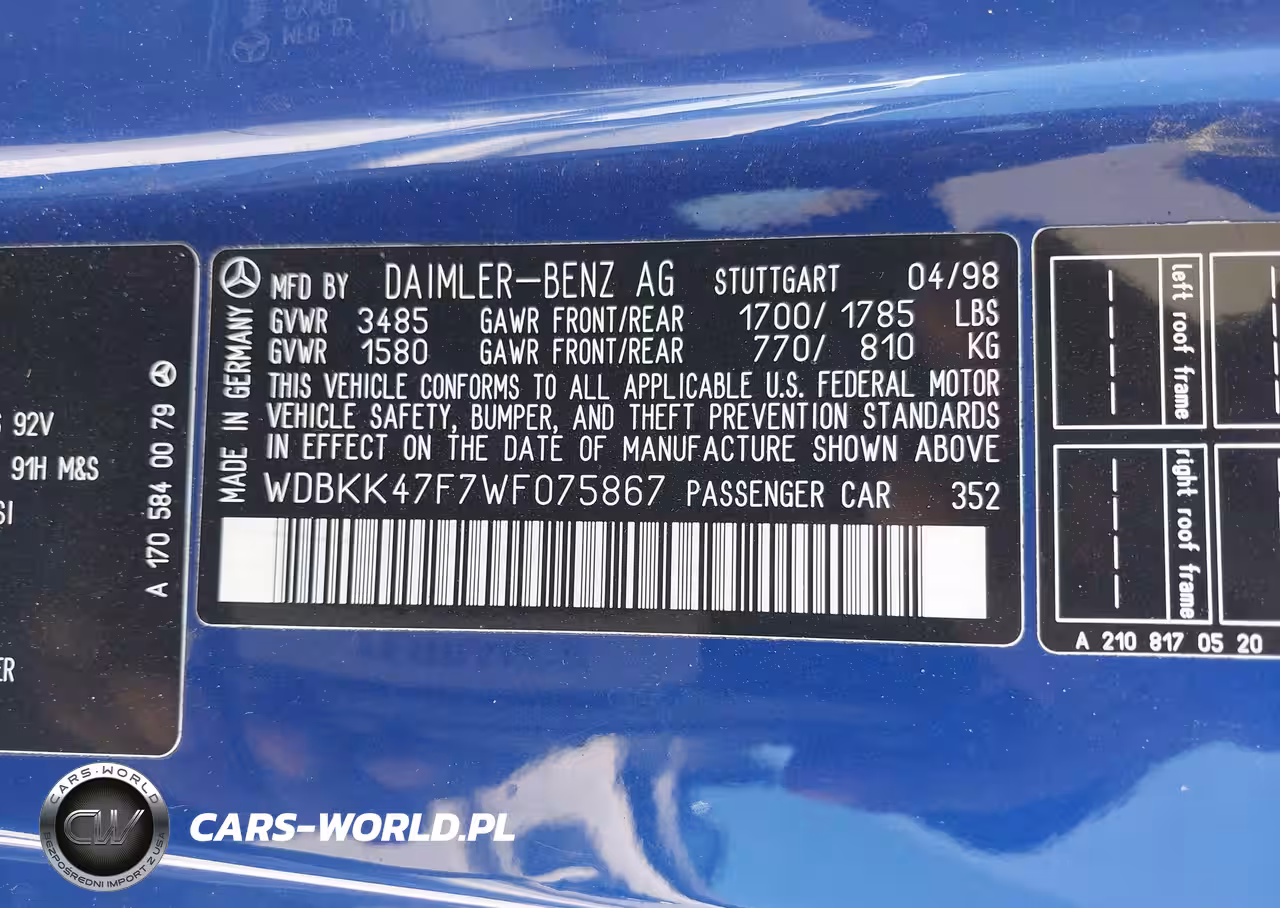 MFD BY DAIMLER-BENZ AG STUTTGART 04/98
GVWR 3485 GAWR FRONT/REAR 1700/ 1785 LBS
GVWR 1580 GAWR FRONT/REAR 770/ 810 KG
THIS VEHICLE CONFORMS TO ALL APPLICABLE U.S. FEDERAL MOTOR
VEHICLE SAFETY, BUMPER, AND THEFT PREVENTION STANDARDS
IN EFFECT ON THE DATE OF MANUFACTURE SHOWN ABOVE
WDBKK47F7WF075867 PASSENGER CAR 352
MADE IN GERMANY
92V
91H M&S
A 170 584 00 79
left roof frame
right roof frame
A 210 817 05 20
CARS-WORLD
CW
BEZPOŚREDNI IMPORT Z USA
CARS-WORLD.PL